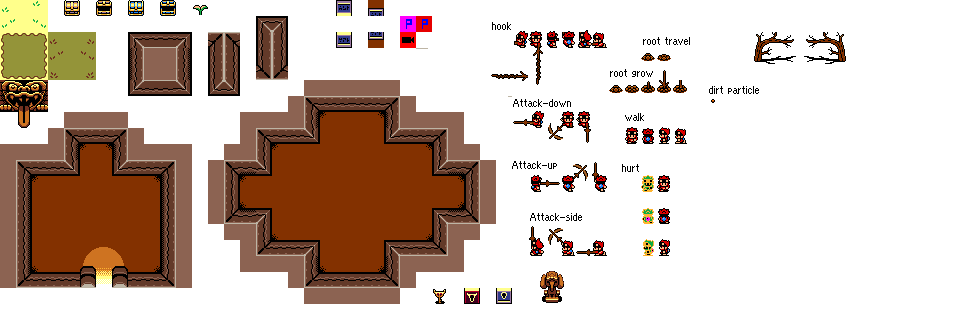 P P
hook
root travel
root grow
dirt particle
Attack-down
walk
Attack-up
hurt
Attack-side